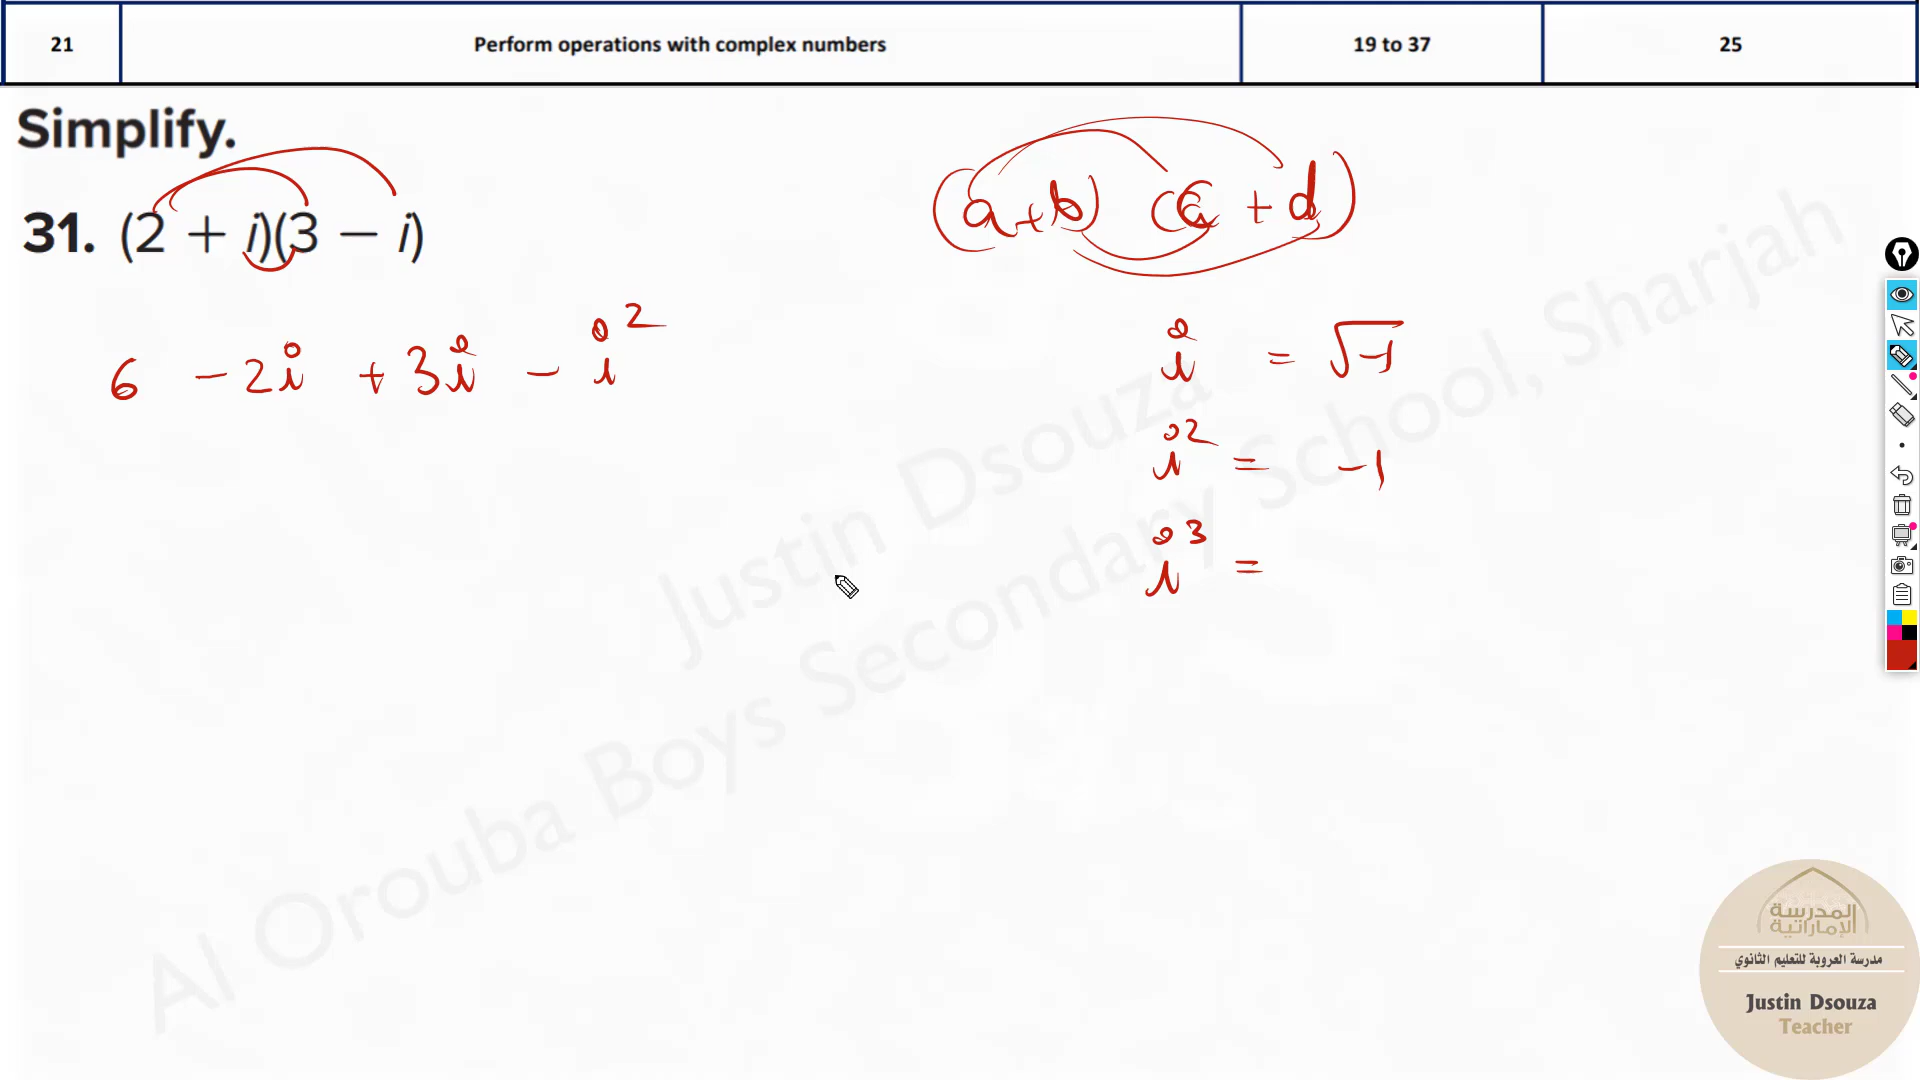 21 Perform operations with complex numbers 19 to 37 25
Simplify.
31. (2 + i)(3 − i)
(a+b) (c + d)
6 − 2i + 3i − i²
i = √−1
i² = −1
i³ =
Justin Dsouza
Al Orouba Boys Secondary School, Sharjah
المدرسة
الإماراتية
مدرسة العروبة للتعليم الثانوي
Justin Dsouza
Teacher